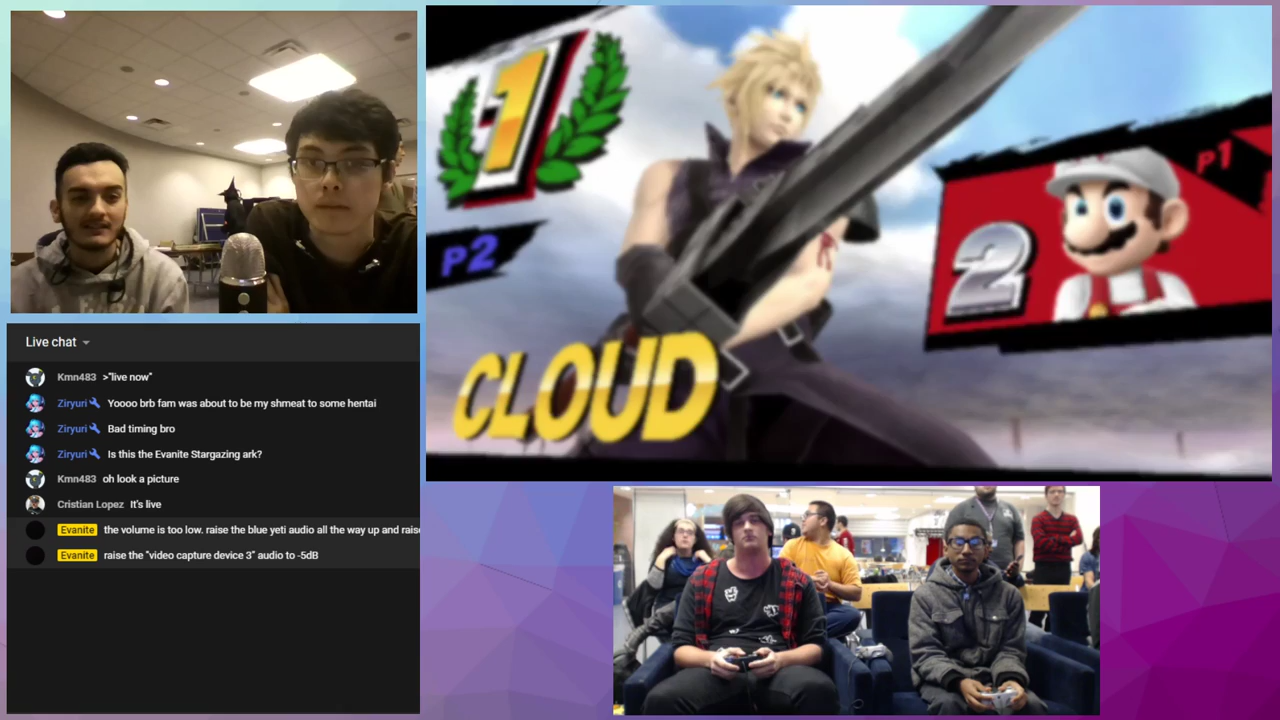 Live chat
Kmn483 >"live now"
Ziryuri Yoooo brb fam was about to be my shmeat to some hentai
Ziryuri Bad timing bro
Ziryuri Is this the Evanite Stargazing ark?
Kmn483 oh look a picture
Cristian Lopez It's live
Evanite the volume is too low. raise the blue yeti audio all the way up and raise
Evanite raise the "video capture device 3" audio to -5dB
1
P2
CLOUD
P1
2